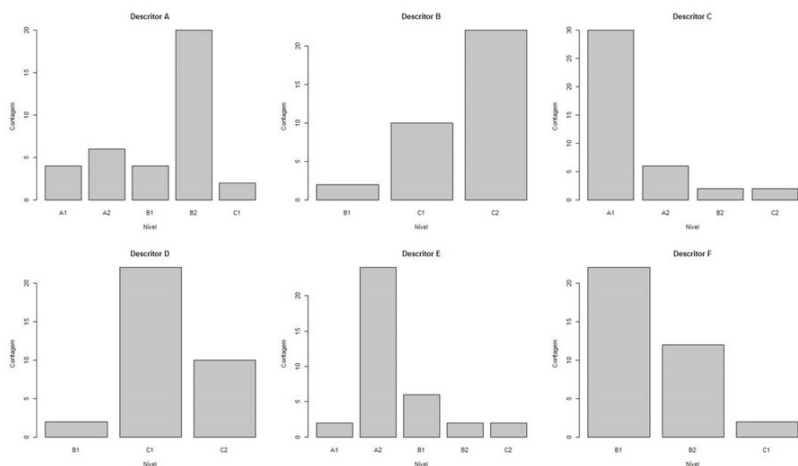 Descritor A
Contagem
20
15
10
5
0
A1 A2 B1 B2 C1
Nível
Descritor B
Contagem
20
15
10
5
0
B1 C1 C2
Nível
Descritor C
Contagem
30
25
20
15
10
5
0
A1 A2 B2 C2
Nível
Descritor D
Contagem
20
15
10
5
0
B1 C1 C2
Nível
Descritor E
Contagem
20
15
10
5
0
A1 A2 B1 B2 C2
Nível
Descritor F
Contagem
20
15
10
5
0
B1 B2 C1
Nível